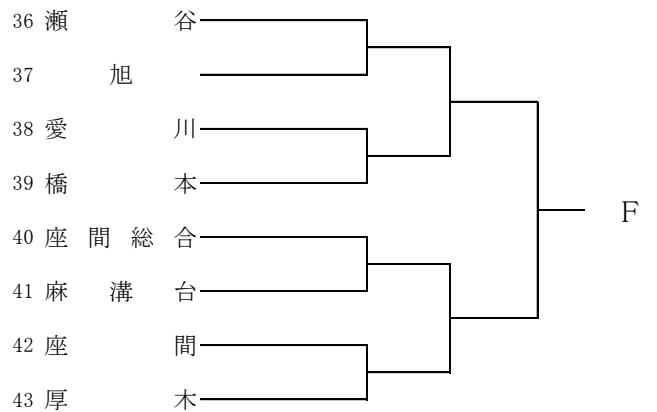 36 瀬谷
37 旭
38 愛川
39 橋本
F
40 座間総合
41 麻溝台
42 座間
43 厚木